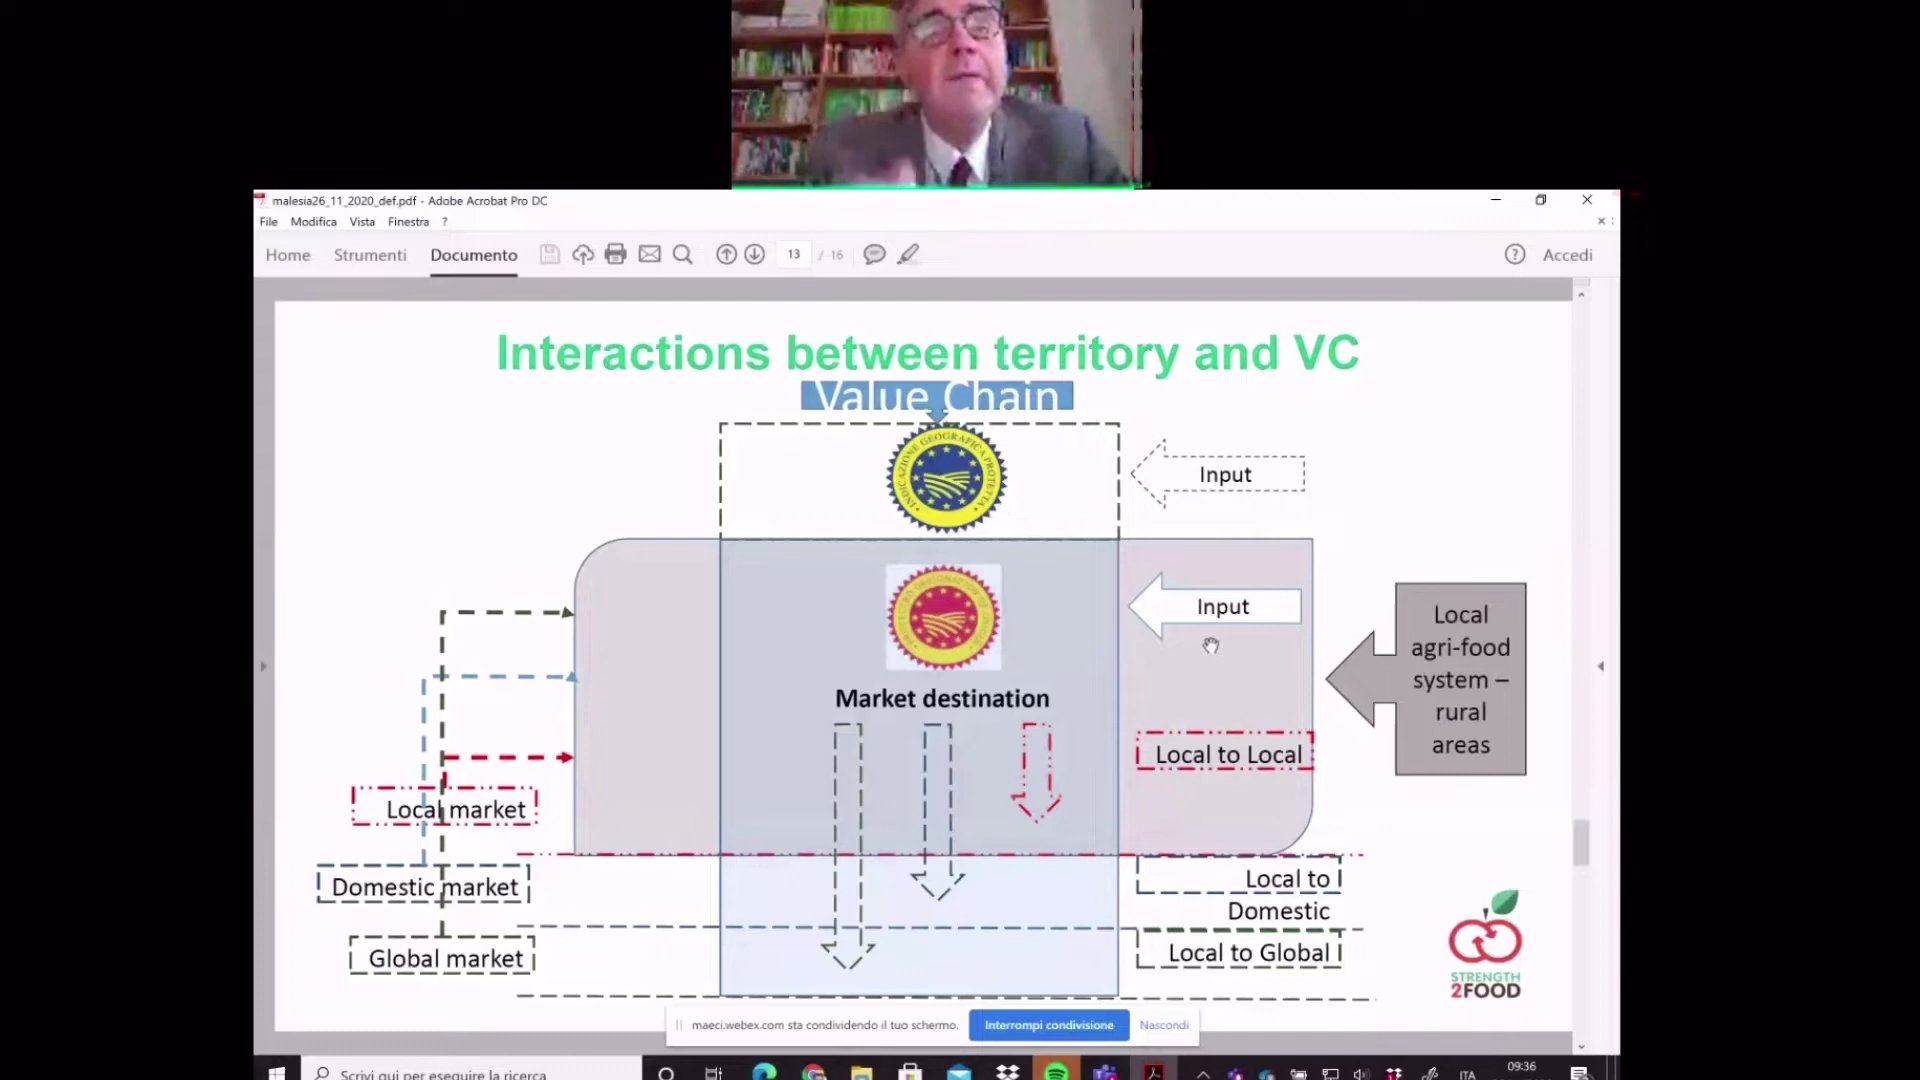 malesia26_11_2020_def.pdf - Adobe Acrobat Pro DC
File Modifica Vista Finestra ?
Home Strumenti Documento 13 / 16 Accedi
Interactions between territory and VC
Value Chain
INDICAZIONE GEOGRAFICA PROTETTA
Input
Input
Local
agri-food
system –
rural
areas
Market destination
Local to Local
Local market
Local to
Domestic market
Domestic
Local to Global
Global market
STRENGTH
2FOOD
maeci.webex.com sta condividendo il tuo schermo. Interrompi condivisione Nascondi
Scrivi qui per eseguire la ricerca
ITA
09:36